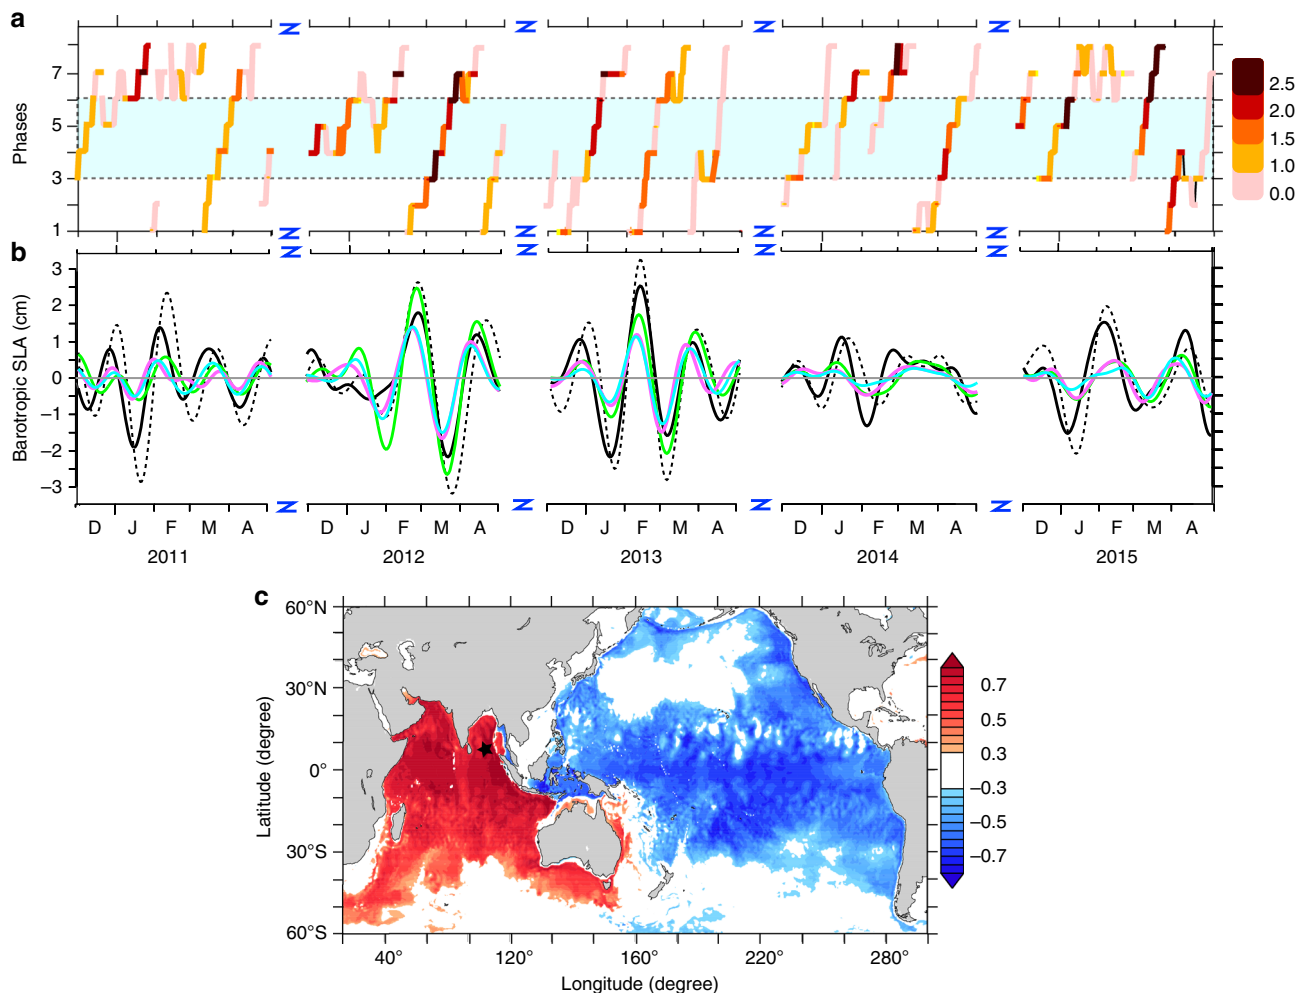 a
Phases
7
5
3
1
2.5
2.0
1.5
1.0
0.0
b
Barotropic SLA (cm)
3
2
1
0
−1
−2
−3
D J F M A D J F M A D J F M A D J F M A D J F M A
2011 2012 2013 2014 2015
c
Latitude (degree)
60°N
30°N
0°
30°S
60°S
40° 120° 160° 220° 280°
Longitude (degree)
0.7
0.5
0.3
−0.3
−0.5
−0.7